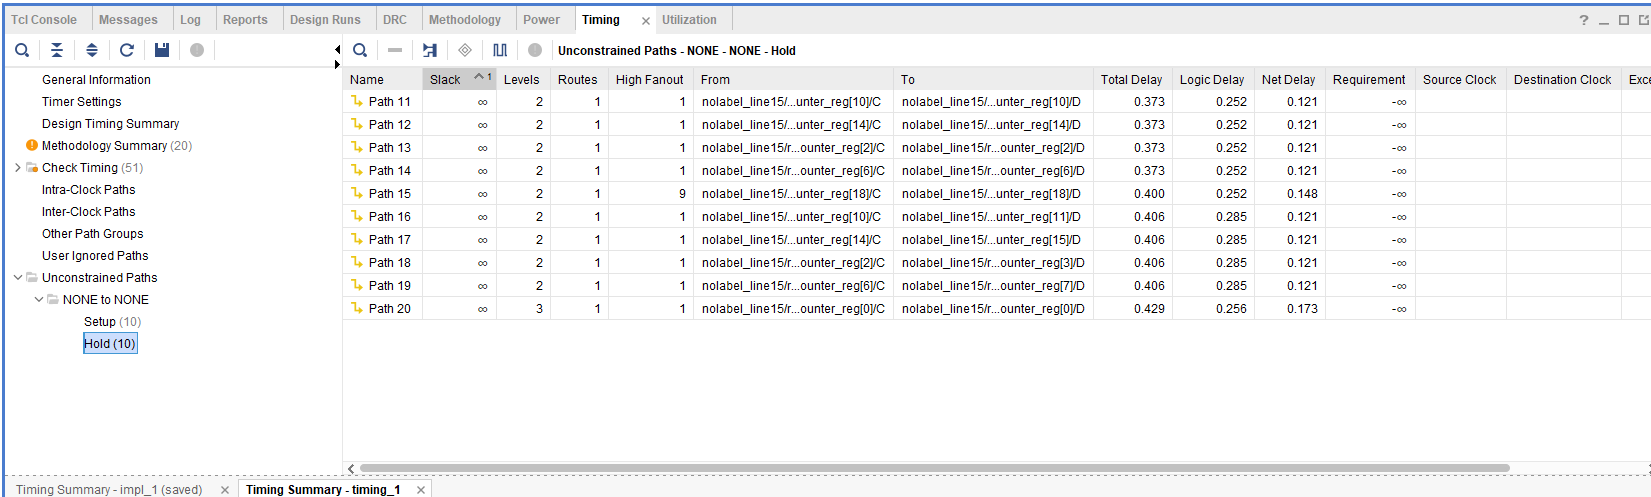 Tcl Console Messages Log Reports Design Runs DRC Methodology Power Timing × Utilization ? _
Unconstrained Paths - NONE - NONE - Hold
General Information
Timer Settings
Design Timing Summary
Methodology Summary (20)
Check Timing (51)
Intra-Clock Paths
Inter-Clock Paths
Other Path Groups
User Ignored Paths
Unconstrained Paths
NONE to NONE
Setup (10)
Hold (10)
Name Slack ^1 Levels Routes High Fanout From To Total Delay Logic Delay Net Delay Requirement Source Clock Destination Clock Exce
Path 11 ∞ 2 1 1 nolabel_line15/...unter_reg[10]/C nolabel_line15/...unter_reg[10]/D 0.373 0.252 0.121 -∞
Path 12 ∞ 2 1 1 nolabel_line15/...unter_reg[14]/C nolabel_line15/...unter_reg[14]/D 0.373 0.252 0.121 -∞
Path 13 ∞ 2 1 1 nolabel_line15/r...ounter_reg[2]/C nolabel_line15/r...ounter_reg[2]/D 0.373 0.252 0.121 -∞
Path 14 ∞ 2 1 1 nolabel_line15/r...ounter_reg[6]/C nolabel_line15/r...ounter_reg[6]/D 0.373 0.252 0.121 -∞
Path 15 ∞ 2 1 9 nolabel_line15/...unter_reg[18]/C nolabel_line15/...unter_reg[18]/D 0.400 0.252 0.148 -∞
Path 16 ∞ 2 1 1 nolabel_line15/...unter_reg[10]/C nolabel_line15/...unter_reg[11]/D 0.406 0.285 0.121 -∞
Path 17 ∞ 2 1 1 nolabel_line15/...unter_reg[14]/C nolabel_line15/...unter_reg[15]/D 0.406 0.285 0.121 -∞
Path 18 ∞ 2 1 1 nolabel_line15/r...ounter_reg[2]/C nolabel_line15/r...ounter_reg[3]/D 0.406 0.285 0.121 -∞
Path 19 ∞ 2 1 1 nolabel_line15/r...ounter_reg[6]/C nolabel_line15/r...ounter_reg[7]/D 0.406 0.285 0.121 -∞
Path 20 ∞ 3 1 1 nolabel_line15/r...ounter_reg[0]/C nolabel_line15/r...ounter_reg[0]/D 0.429 0.256 0.173 -∞
Timing Summary - impl_1 (saved) × Timing Summary - timing_1 ×